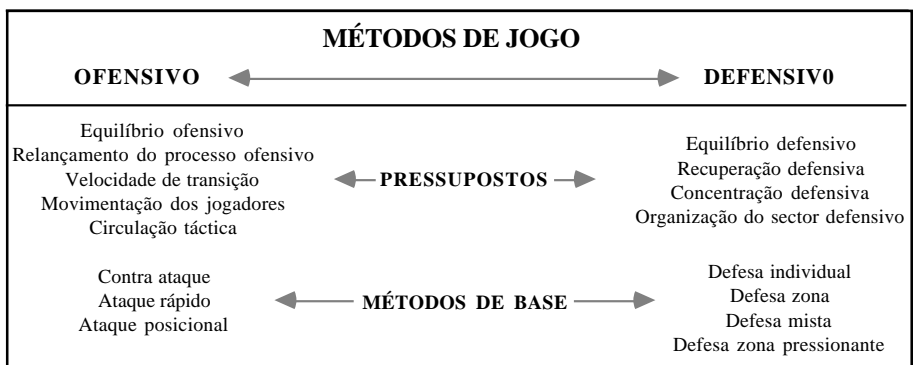 MÉTODOS DE JOGO
OFENSIVO
DEFENSIV0
Equilíbrio ofensivo
Relançamento do processo ofensivo
Velocidade de transição
Movimentação dos jogadores
Circulação táctica
PRESSUPOSTOS
Equilíbrio defensivo
Recuperação defensiva
Concentração defensiva
Organização do sector defensivo
Contra ataque
Ataque rápido
Ataque posicional
MÉTODOS DE BASE
Defesa individual
Defesa zona
Defesa mista
Defesa zona pressionante